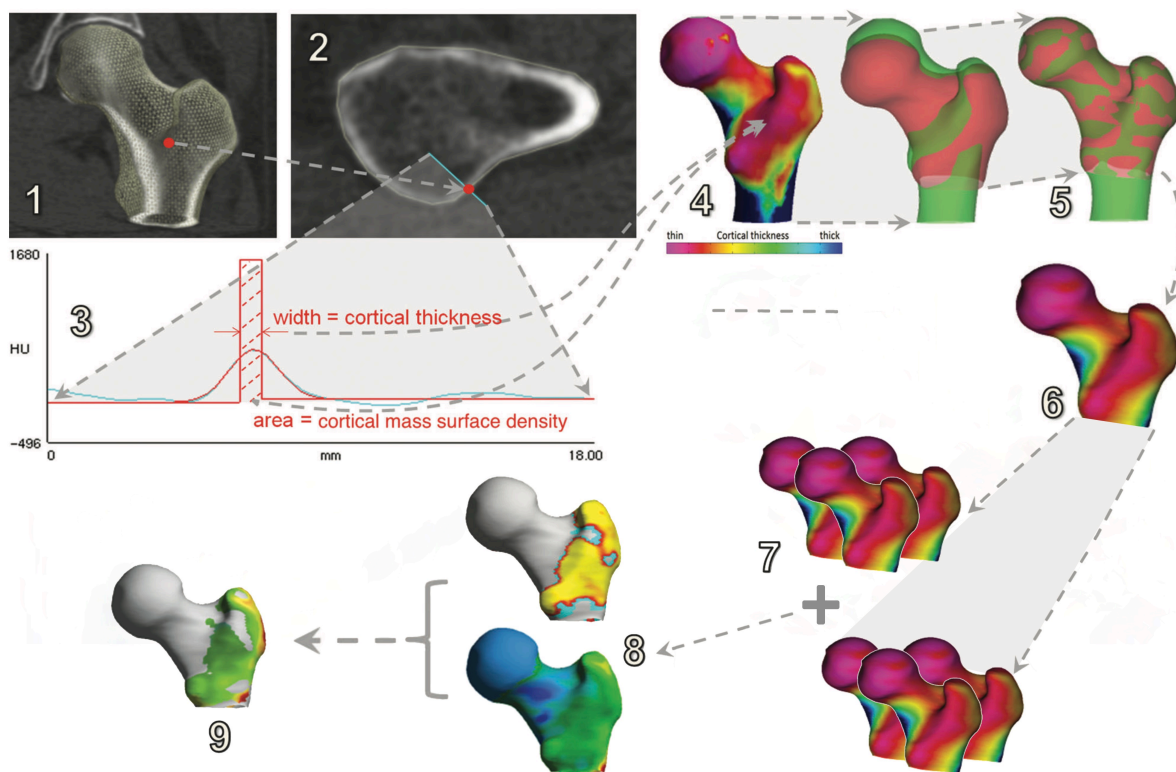 1
2
3
1680
HU
-496
0
mm
18.00
width = cortical thickness
area = cortical mass surface density
4
thin Cortical thickness thick
5
6
7
8
9